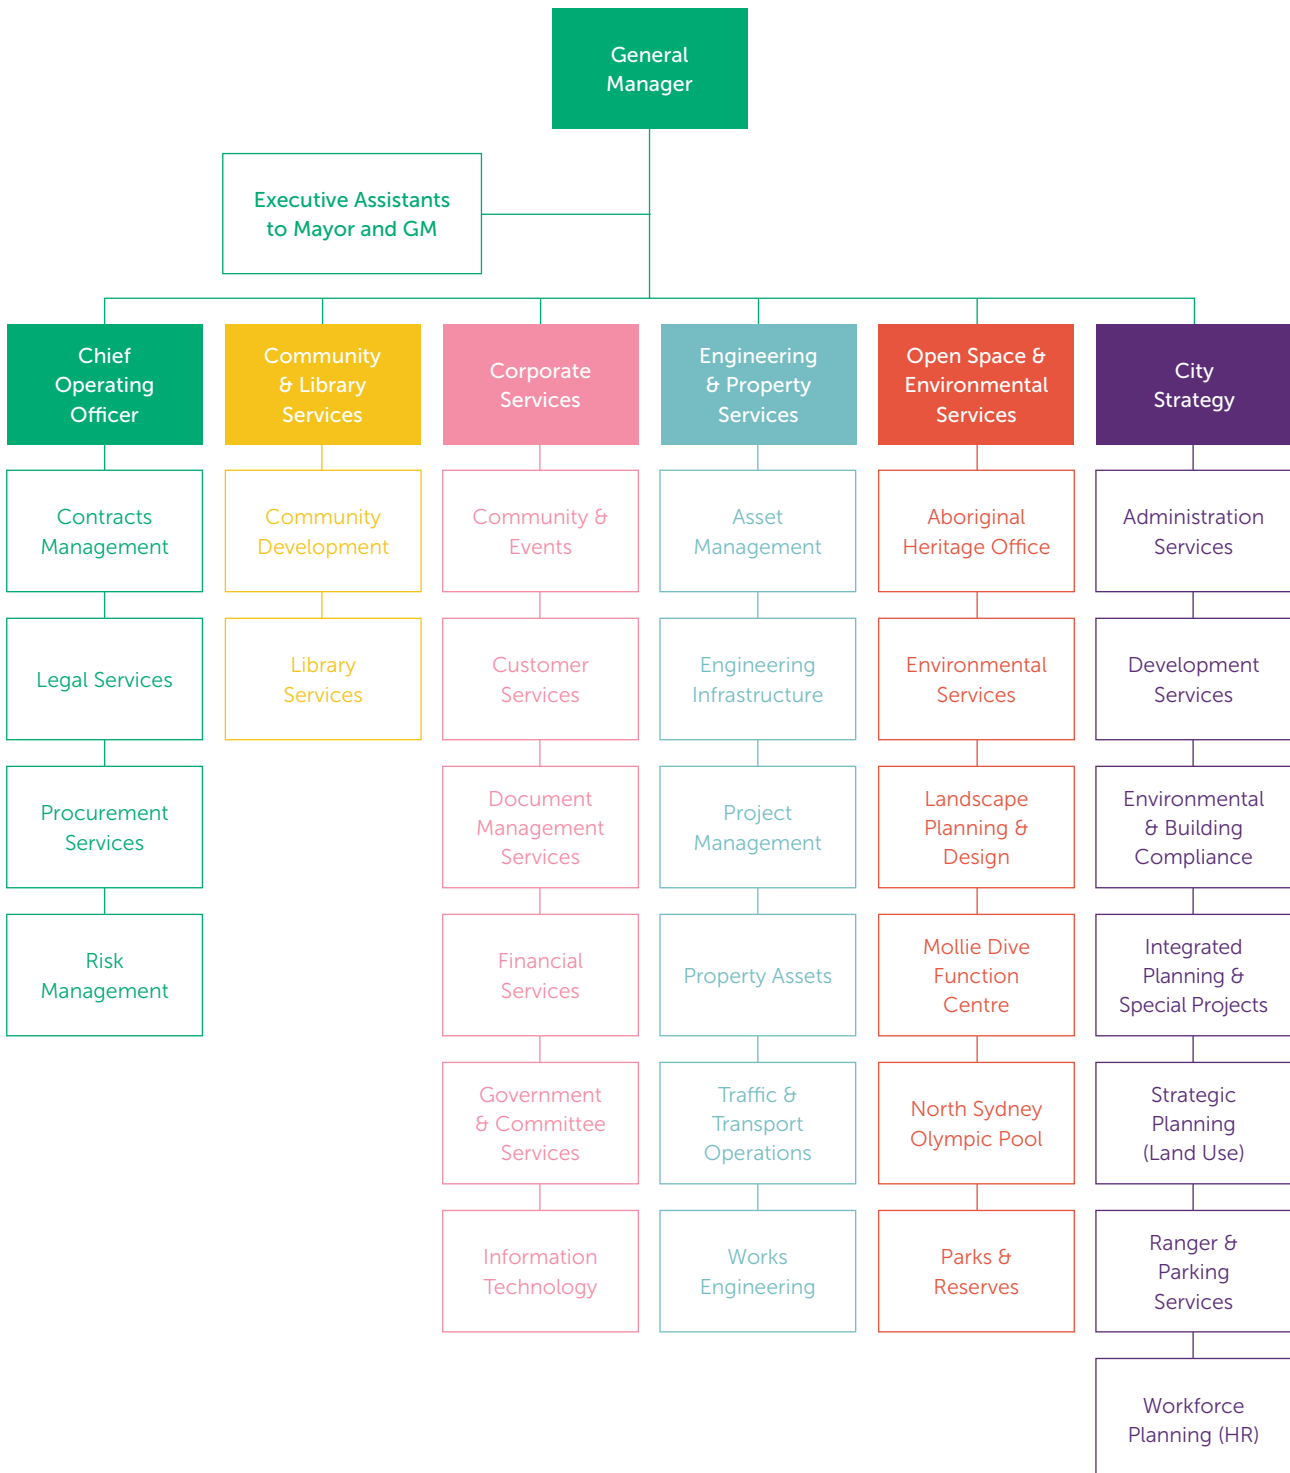 General
Manager
Executive Assistants
to Mayor and GM
Chief
Operating
Officer
Contracts
Management
Legal Services
Procurement
Services
Risk
Management
Community
& Library
Services
Community
Development
Library
Services
Corporate
Services
Community &
Events
Customer
Services
Document
Management
Services
Financial
Services
Government
& Committee
Services
Information
Technology
Engineering
& Property
Services
Asset
Management
Engineering
Infrastructure
Project
Management
Property Assets
Traffic &
Transport
Operations
Works
Engineering
Open Space &
Environmental
Services
Aboriginal
Heritage Office
Environmental
Services
Landscape
Planning &
Design
Mollie Dive
Function
Centre
North Sydney
Olympic Pool
Parks &
Reserves
City
Strategy
Administration
Services
Development
Services
Environmental
& Building
Compliance
Integrated
Planning &
Special Projects
Strategic
Planning
(Land Use)
Ranger &
Parking
Services
Workforce
Planning (HR)